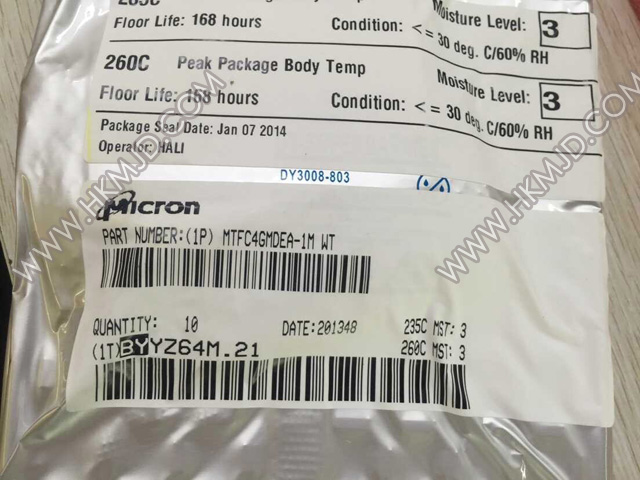 Moisture Level: 3
Floor Life: 168 hours Condition: <= 30 deg. C/60% RH
260C Peak Package Body Temp Moisture Level: 3
Floor Life: 168 hours Condition: <= 30 deg. C/60% RH
Package Seal Date: Jan 07 2014
Operator: HALI
DY3008-803
Micron
PART NUMBER:(1P) MTFC4GMDEA-1M WT
QUANTITY: 10 DATE:201348 235C MST: 3
(1T)BYYZ64M.21 260C MST: 3
WWW.HKMJD.COM
WWW.HKMJD.COM